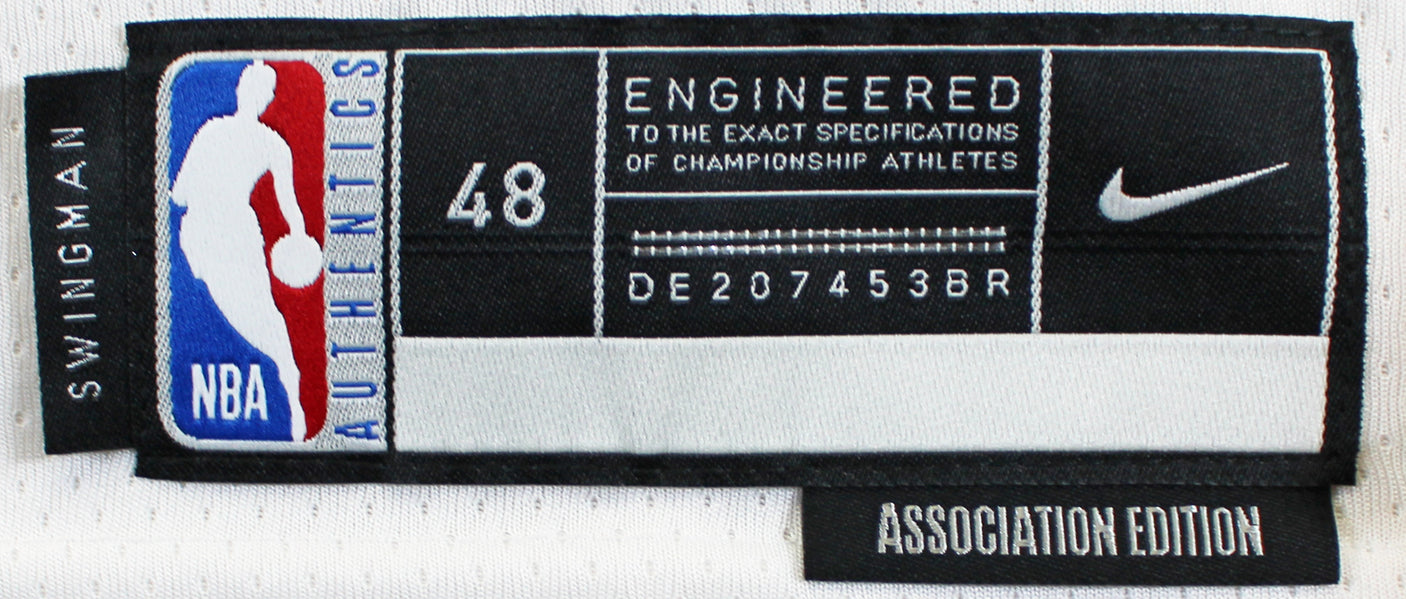 SWINGMAN
NBA
AUTHENTICS
48
ENGINEERED
TO THE EXACT SPECIFICATIONS
OF CHAMPIONSHIP ATHLETES
DE207453BR
ASSOCIATION EDITION